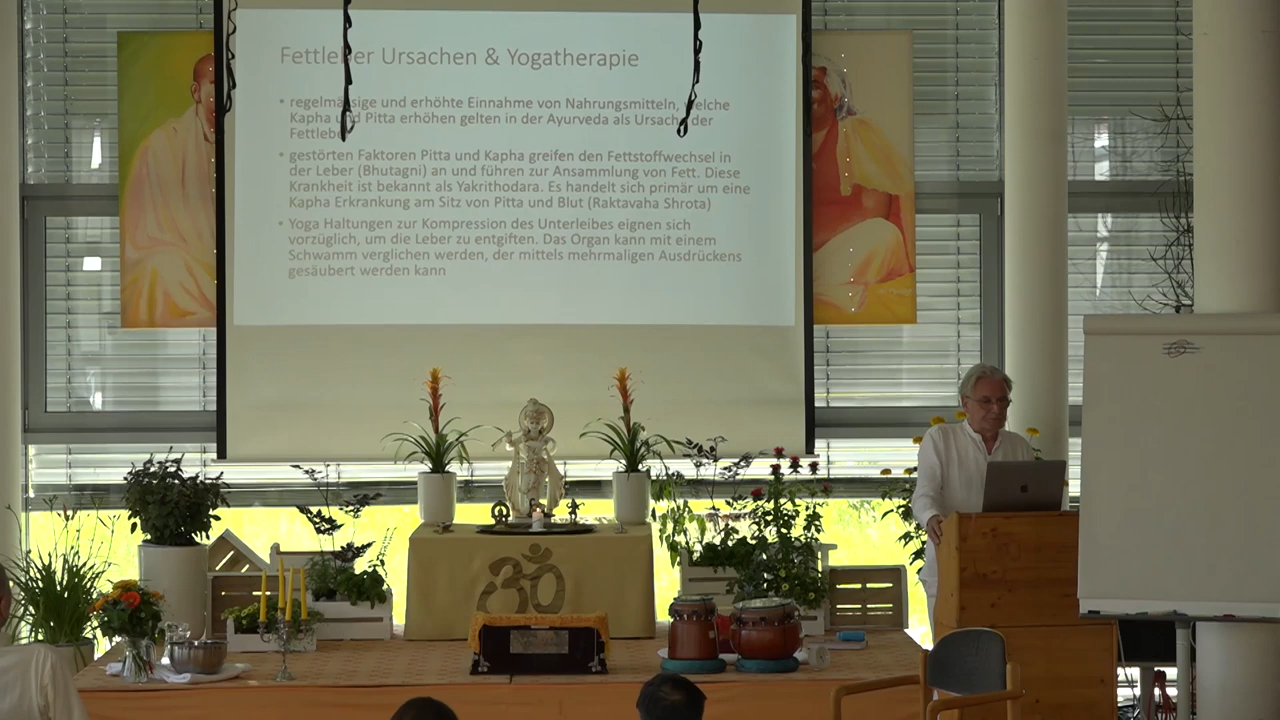 Fettleber Ursachen & Yogatherapie
• regelmässige und erhöhte Einnahme von Nahrungsmitteln, welche
Kapha und Pitta erhöhen gelten in der Ayurveda als Ursache der
Fettleber
• gestörten Faktoren Pitta und Kapha greifen den Fettstoffwechsel in
der Leber (Bhutagni) an und führen zur Ansammlung von Fett. Diese
Krankheit ist bekannt als Yakrithodara. Es handelt sich primär um eine
Kapha Erkrankung am Sitz von Pitta und Blut (Raktavaha Shrota)
• Yoga Haltungen zur Kompression des Unterleibes eignen sich
vorzüglich, um die Leber zu entgiften. Das Organ kann mit einem
Schwamm verglichen werden, der mittels mehrmaligen Ausdrückens
gesäubert werden kann
ॐ